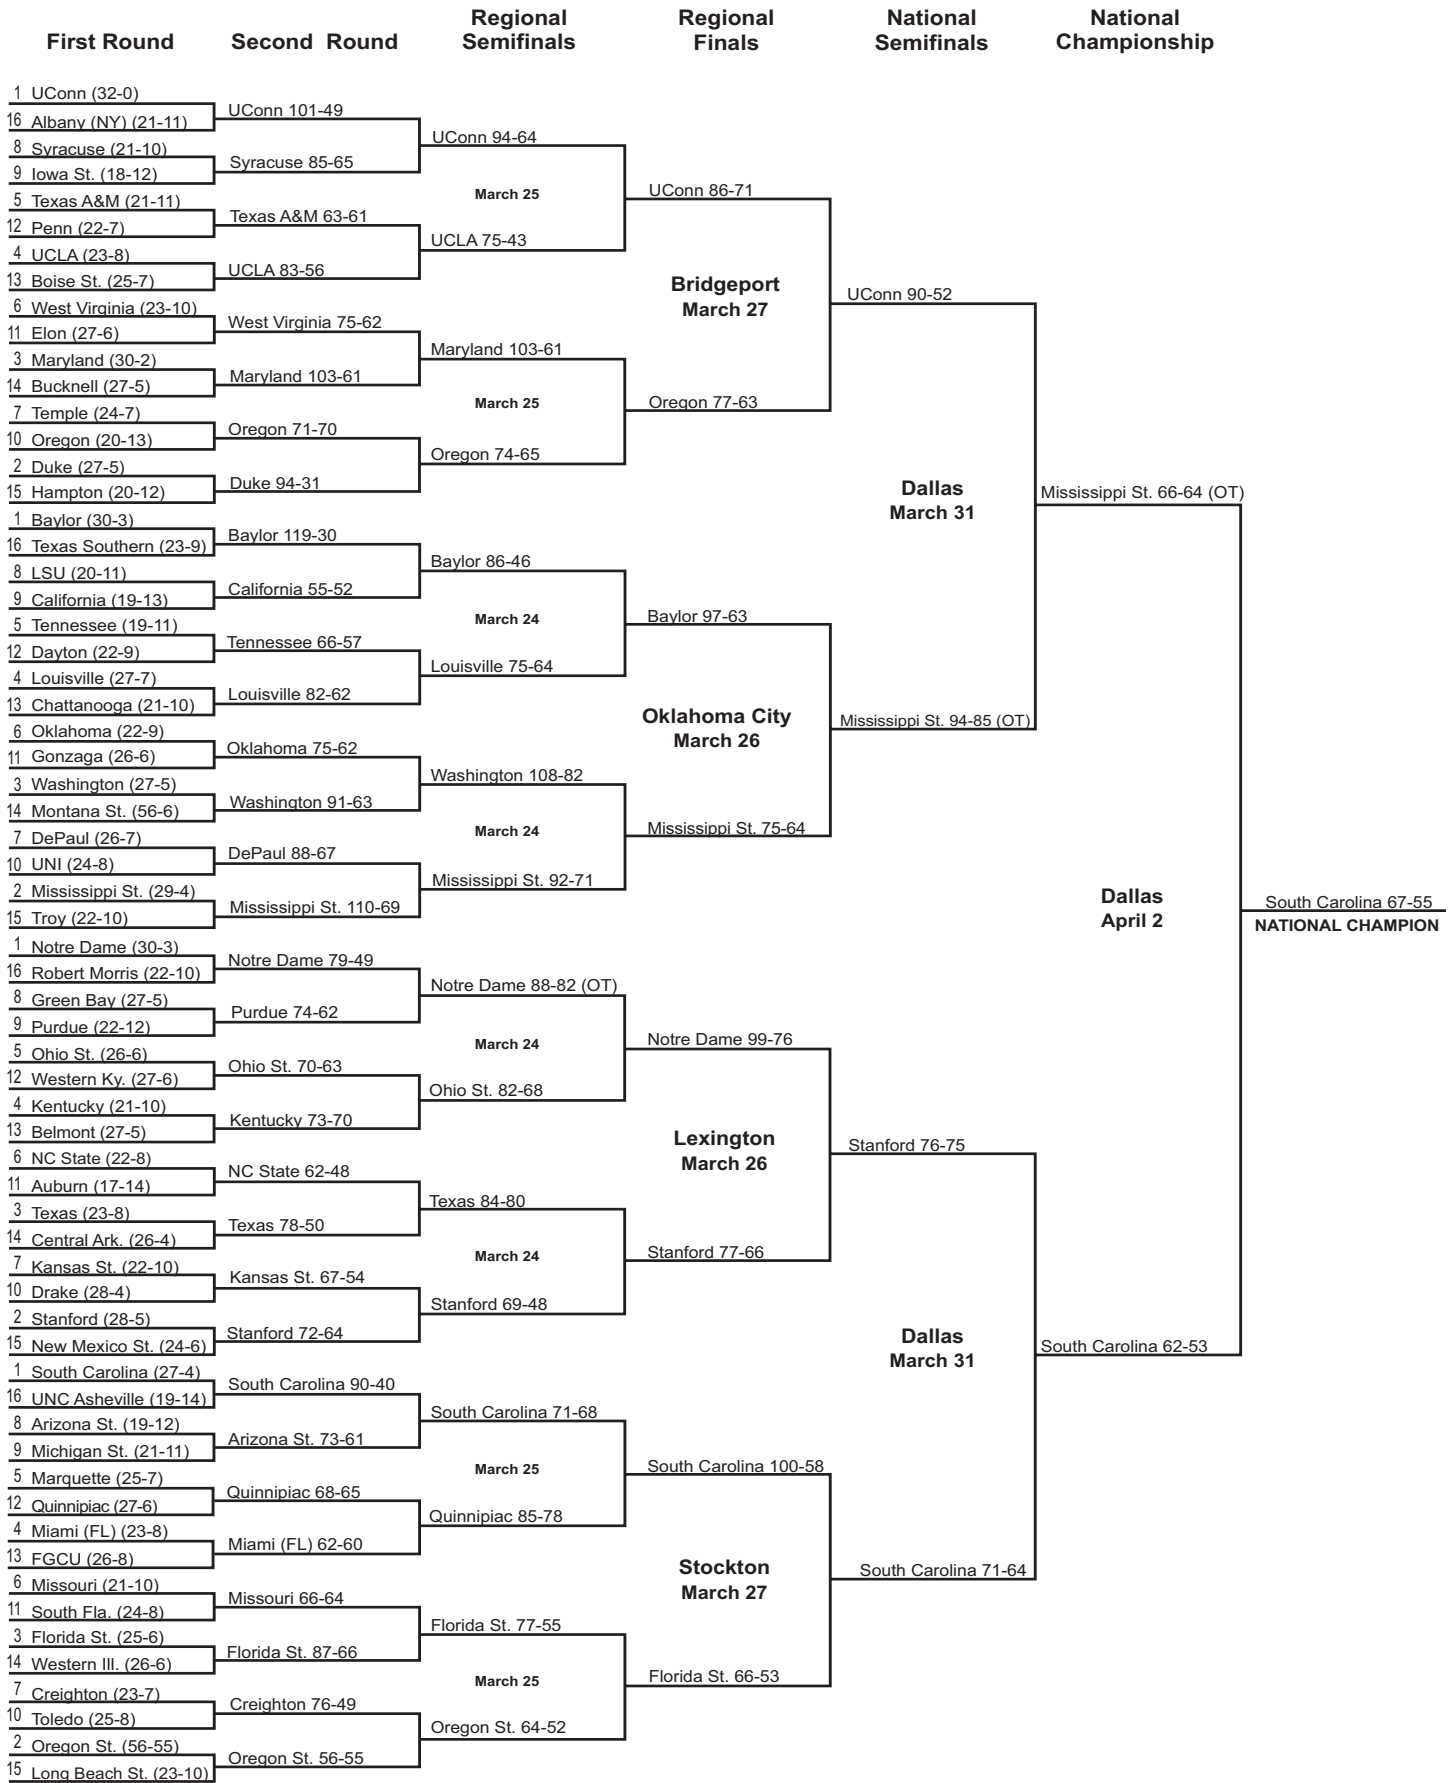 First Round
Second Round
Regional
Semifinals
Regional
Finals
National
Semifinals
National
Championship
1 UConn (32-0)
16 Albany (NY) (21-11)
8 Syracuse (21-10)
9 Iowa St. (18-12)
5 Texas A&M (21-11)
12 Penn (22-7)
4 UCLA (23-8)
13 Boise St. (25-7)
6 West Virginia (23-10)
11 Elon (27-6)
3 Maryland (30-2)
14 Bucknell (27-5)
7 Temple (24-7)
10 Oregon (20-13)
2 Duke (27-5)
15 Hampton (20-12)
1 Baylor (30-3)
16 Texas Southern (23-9)
8 LSU (20-11)
9 California (19-13)
5 Tennessee (19-11)
12 Dayton (22-9)
4 Louisville (27-7)
13 Chattanooga (21-10)
6 Oklahoma (22-9)
11 Gonzaga (26-6)
3 Washington (27-5)
14 Montana St. (56-6)
7 DePaul (26-7)
10 UNI (24-8)
2 Mississippi St. (29-4)
15 Troy (22-10)
1 Notre Dame (30-3)
16 Robert Morris (22-10)
8 Green Bay (27-5)
9 Purdue (22-12)
5 Ohio St. (26-6)
12 Western Ky. (27-6)
4 Kentucky (21-10)
13 Belmont (27-5)
6 NC State (22-8)
11 Auburn (17-14)
3 Texas (23-8)
14 Central Ark. (26-4)
7 Kansas St. (22-10)
10 Drake (28-4)
2 Stanford (28-5)
15 New Mexico St. (24-6)
1 South Carolina (27-4)
16 UNC Asheville (19-14)
8 Arizona St. (19-12)
9 Michigan St. (21-11)
5 Marquette (25-7)
12 Quinnipiac (27-6)
4 Miami (FL) (23-8)
13 FGCU (26-8)
6 Missouri (21-10)
11 South Fla. (24-8)
3 Florida St. (25-6)
14 Western Ill. (26-6)
7 Creighton (23-7)
10 Toledo (25-8)
2 Oregon St. (56-55)
15 Long Beach St. (23-10)
UConn 101-49
Syracuse 85-65
Texas A&M 63-61
UCLA 83-56
West Virginia 75-62
Maryland 103-61
Oregon 71-70
Duke 94-31
Baylor 119-30
California 55-52
Tennessee 66-57
Louisville 82-62
Oklahoma 75-62
Washington 91-63
DePaul 88-67
Mississippi St. 110-69
Notre Dame 79-49
Purdue 74-62
Ohio St. 70-63
Kentucky 73-70
NC State 62-48
Texas 78-50
Kansas St. 67-54
Stanford 72-64
South Carolina 90-40
Arizona St. 73-61
Quinnipiac 68-65
Miami (FL) 62-60
Missouri 66-64
Florida St. 87-66
Creighton 76-49
Oregon St. 56-55
UConn 94-64
March 25
UCLA 75-43
Maryland 103-61
March 25
Oregon 74-65
Baylor 86-46
March 24
Louisville 75-64
Washington 108-82
March 24
Mississippi St. 92-71
Notre Dame 88-82 (OT)
March 24
Ohio St. 82-68
Texas 84-80
March 24
Stanford 69-48
South Carolina 71-68
March 25
Quinnipiac 85-78
Florida St. 77-55
March 25
Oregon St. 64-52
UConn 86-71
Bridgeport
March 27
Oregon 77-63
Baylor 97-63
Oklahoma City
March 26
Mississippi St. 75-64
Notre Dame 99-76
Lexington
March 26
Stanford 77-66
South Carolina 100-58
Stockton
March 27
Florida St. 66-53
UConn 90-52
Dallas
March 31
Mississippi St. 94-85 (OT)
Stanford 76-75
Dallas
March 31
South Carolina 71-64
Mississippi St. 66-64 (OT)
Dallas
April 2
South Carolina 62-53
South Carolina 67-55
NATIONAL CHAMPION